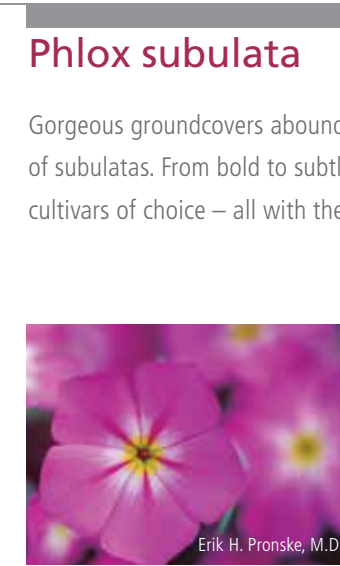 Phlox subulata
Gorgeous groundcovers abound
of subulatas. From bold to subtl
cultivars of choice – all with the
Erik H. Pronske, M.D